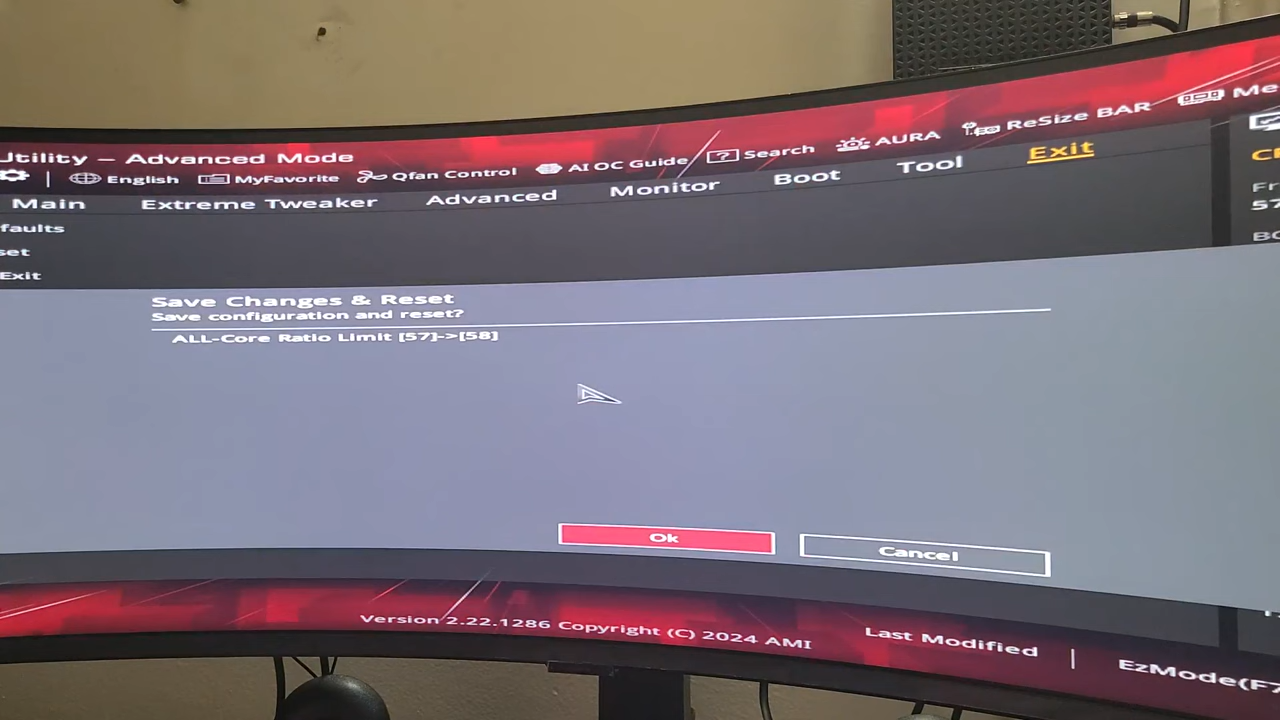 Utility – Advanced Mode
English MyFavorite Qfan Control AI OC Guide Search AURA ReSize BAR
Main Extreme Tweaker Advanced Monitor Boot Tool Exit
faults
set
Exit
57
Save Changes & Reset
Save configuration and reset?
ALL-Core Ratio Limit [57]->[58]
Ok Cancel
Version 2.22.1286 Copyright (C) 2024 AMI
Last Modified | EzMode(F7